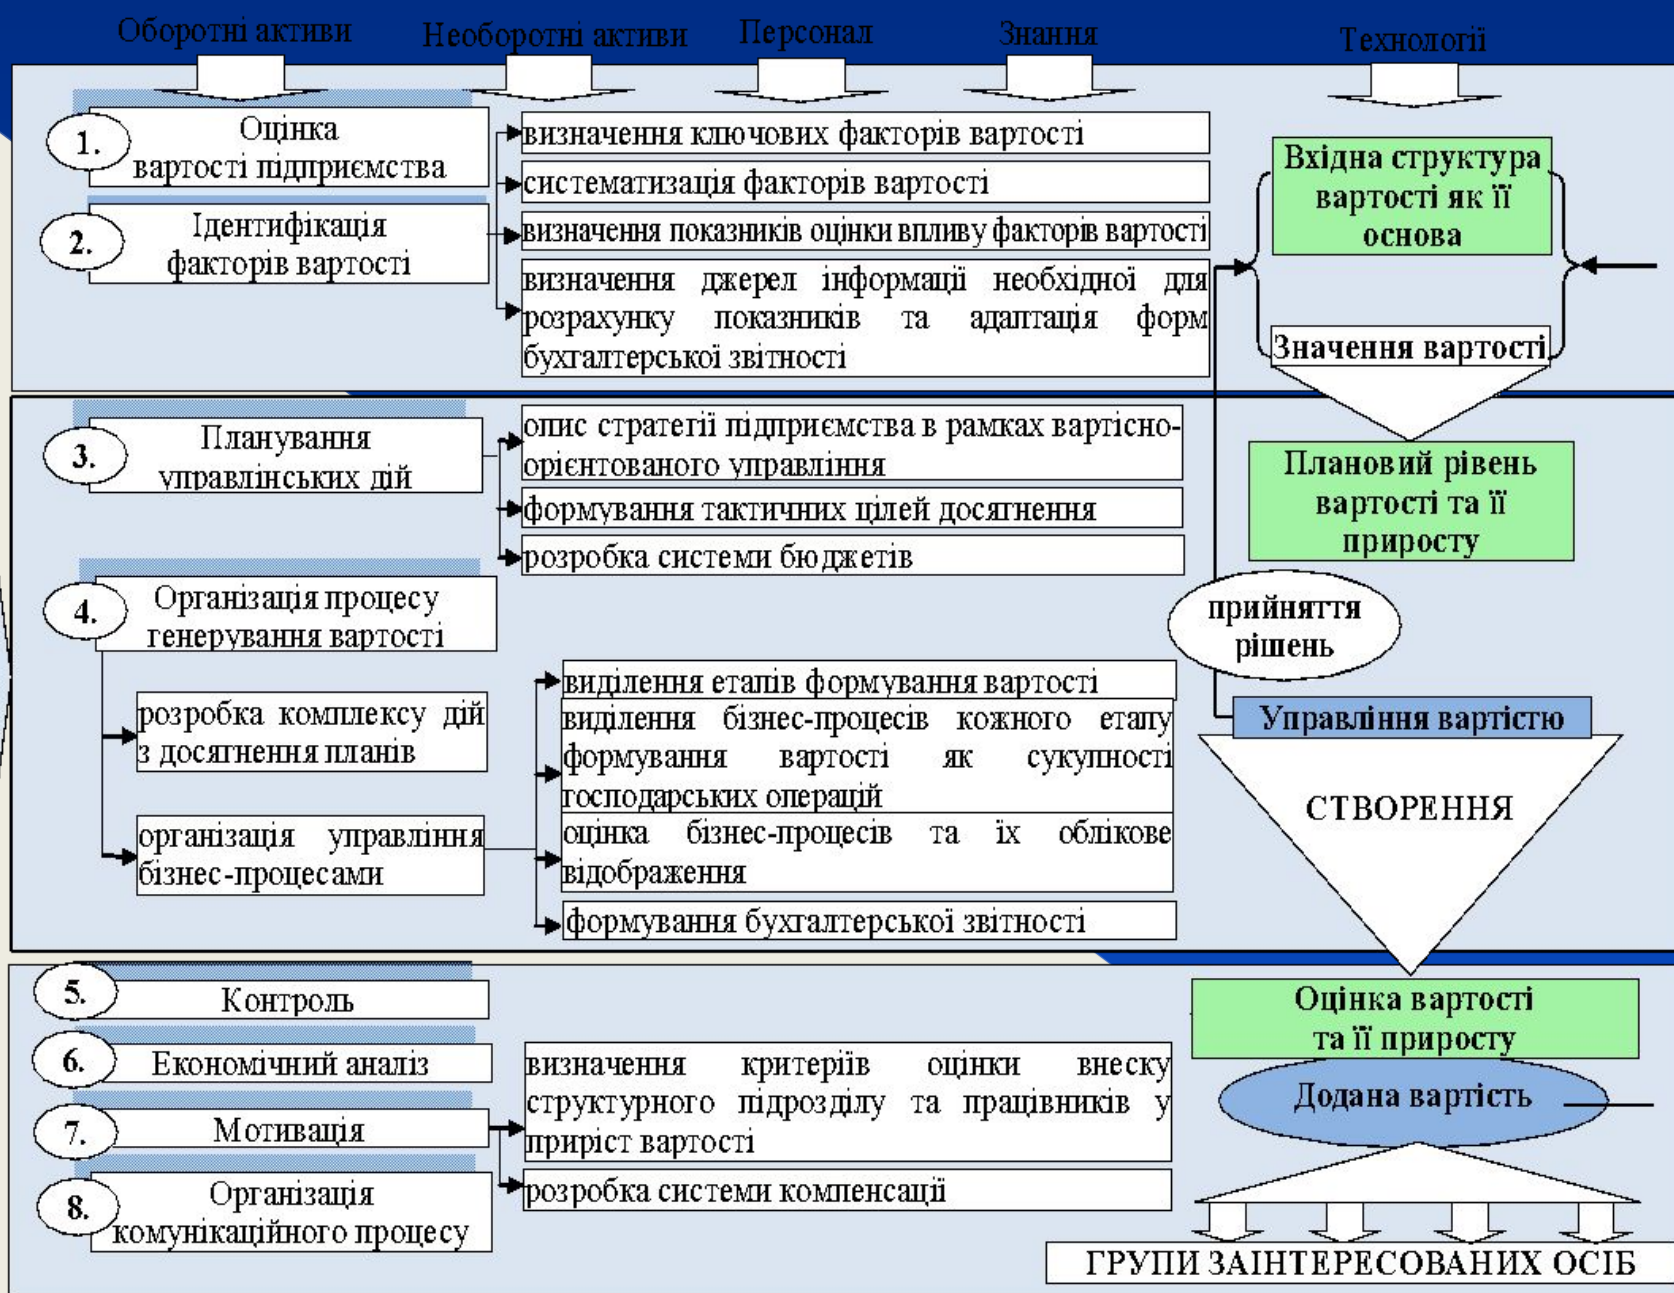 Оборотні активи
Необоротні активи
Персонал
Знання
Технології
1.
Оцінка
вартості підприємства
2.
Ідентифікація
факторів вартості
визначення ключових факторів вартості
систематизація факторів вартості
визначення показників оцінки впливу факторів вартості
визначення джерел інформації необхідної для
розрахунку показників та адаптація форм
бухгалтерської звітності
Вхідна структура
вартості як її
основа
Значення вартості
3.
Планування
управлінських дій
опис стратегії підприємства в рамках вартісно-
орієнтованого управління
формування тактичних цілей досягнення
розробка системи бюджетів
Плановий рівень
вартості та її
приросту
4.
Організація процесу
генерування вартості
прийняття
рішень
розробка комплексу дій
з досягнення планів
організація управління
бізнес-процесами
виділення етапів формування вартості
виділення бізнес-процесів кожного етапу
формування вартості як сукупності
господарських операцій
оцінка бізнес-процесів та їх облікове
відображення
формування бухгалтерської звітності
Управління вартістю
СТВОРЕННЯ
5.
Контроль
6.
Економічний аналіз
7.
Мотивація
8.
Організація
комунікаційного процесу
визначення критеріїв оцінки внеску
структурного підрозділу та працівників у
приріст вартості
розробка системи компенсації
Оцінка вартості
та її приросту
Додана вартість
ГРУПИ ЗАІНТЕРЕСОВАНИХ ОСІБ